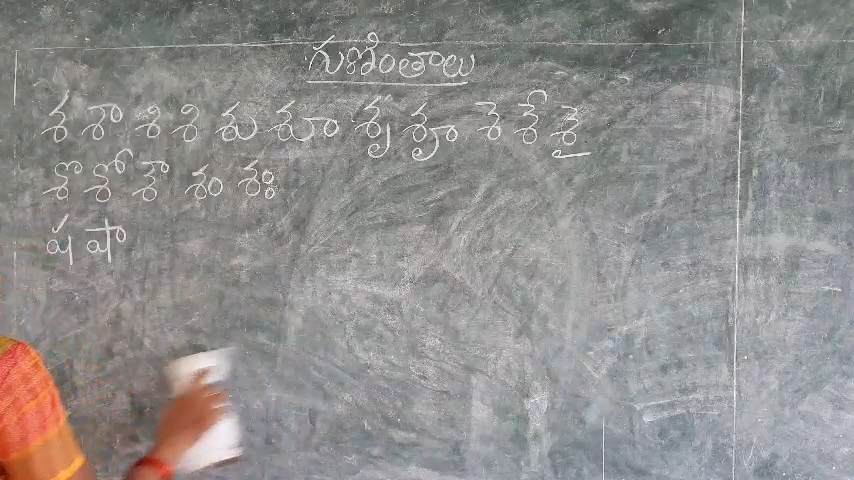 గుణింతాలు
శ శా శి శీ శు శూ శృ శౄ శె శే శై
శొ శో శౌ శం శః
ష షా